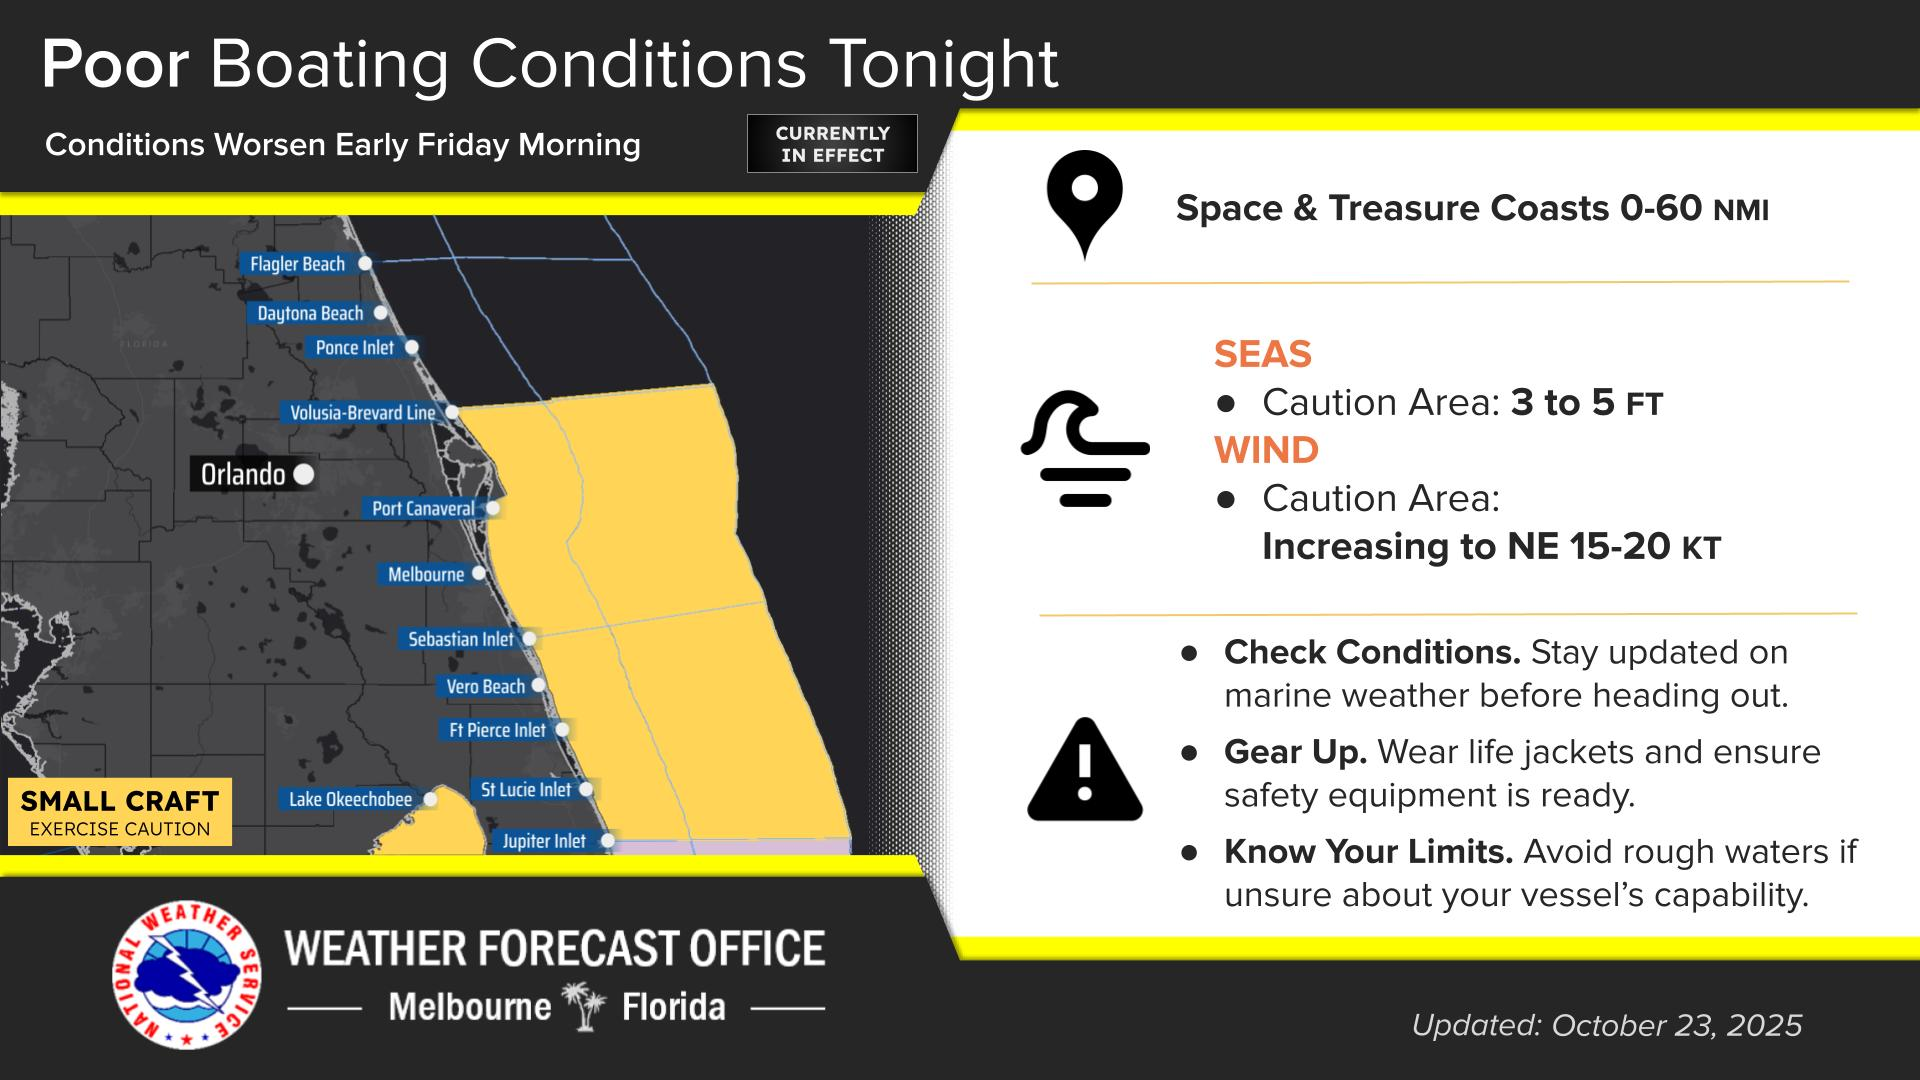 Poor Boating Conditions Tonight
Conditions Worsen Early Friday Morning
CURRENTLY
IN EFFECT
Flagler Beach
Daytona Beach
Ponce Inlet
FLORIDA
Volusia-Brevard Line
Orlando
Port Canaveral
Melbourne
Sebastian Inlet
Vero Beach
Ft Pierce Inlet
St Lucie Inlet
Lake Okeechobee
Jupiter Inlet
SMALL CRAFT
EXERCISE CAUTION
Space & Treasure Coasts 0-60 NMI
SEAS
● Caution Area: 3 to 5 FT
WIND
● Caution Area:
Increasing to NE 15-20 KT
● Check Conditions. Stay updated on
marine weather before heading out.
● Gear Up. Wear life jackets and ensure
safety equipment is ready.
● Know Your Limits. Avoid rough waters if
unsure about your vessel’s capability.
NATIONAL WEATHER SERVICE
WEATHER FORECAST OFFICE
Melbourne Florida
Updated: October 23, 2025